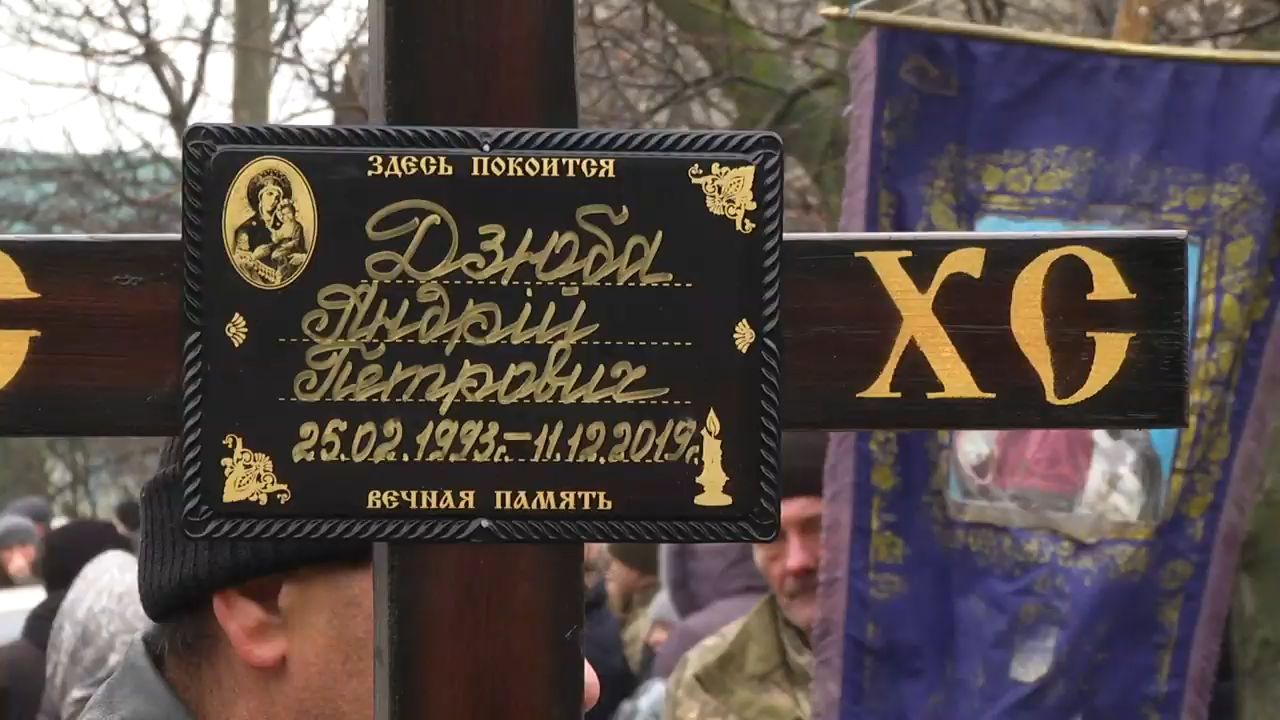 ЗДЕСЬ ПОКОИТСЯ
Дзюба
Андрій
Петрович
25.02.1993.–11.12.2019г.
ВЕЧНАЯ ПАМЯТЬ
С
ХС